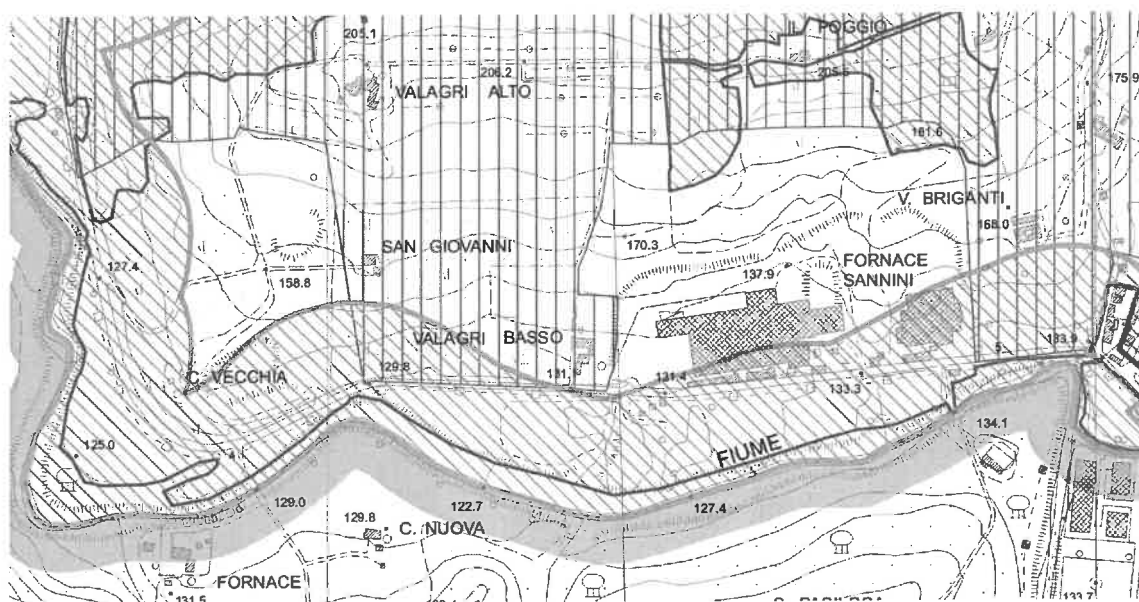 IL POGGIO
205.1
206.2
205.5
VALAGRI ALTO
175.9
181.6
V. BRIGANTI
168.0
SAN GIOVANNI
170.3
127.4
158.8
137.9
FORNACE
SANNINI
VALAGRI BASSO
133.9
129.8
131.
131.4
C. VECCHIA
133.3
125.0
FIUME
134.1
129.0
122.7
127.4
129.8
C. NUOVA
FORNACE
131.5
133.7